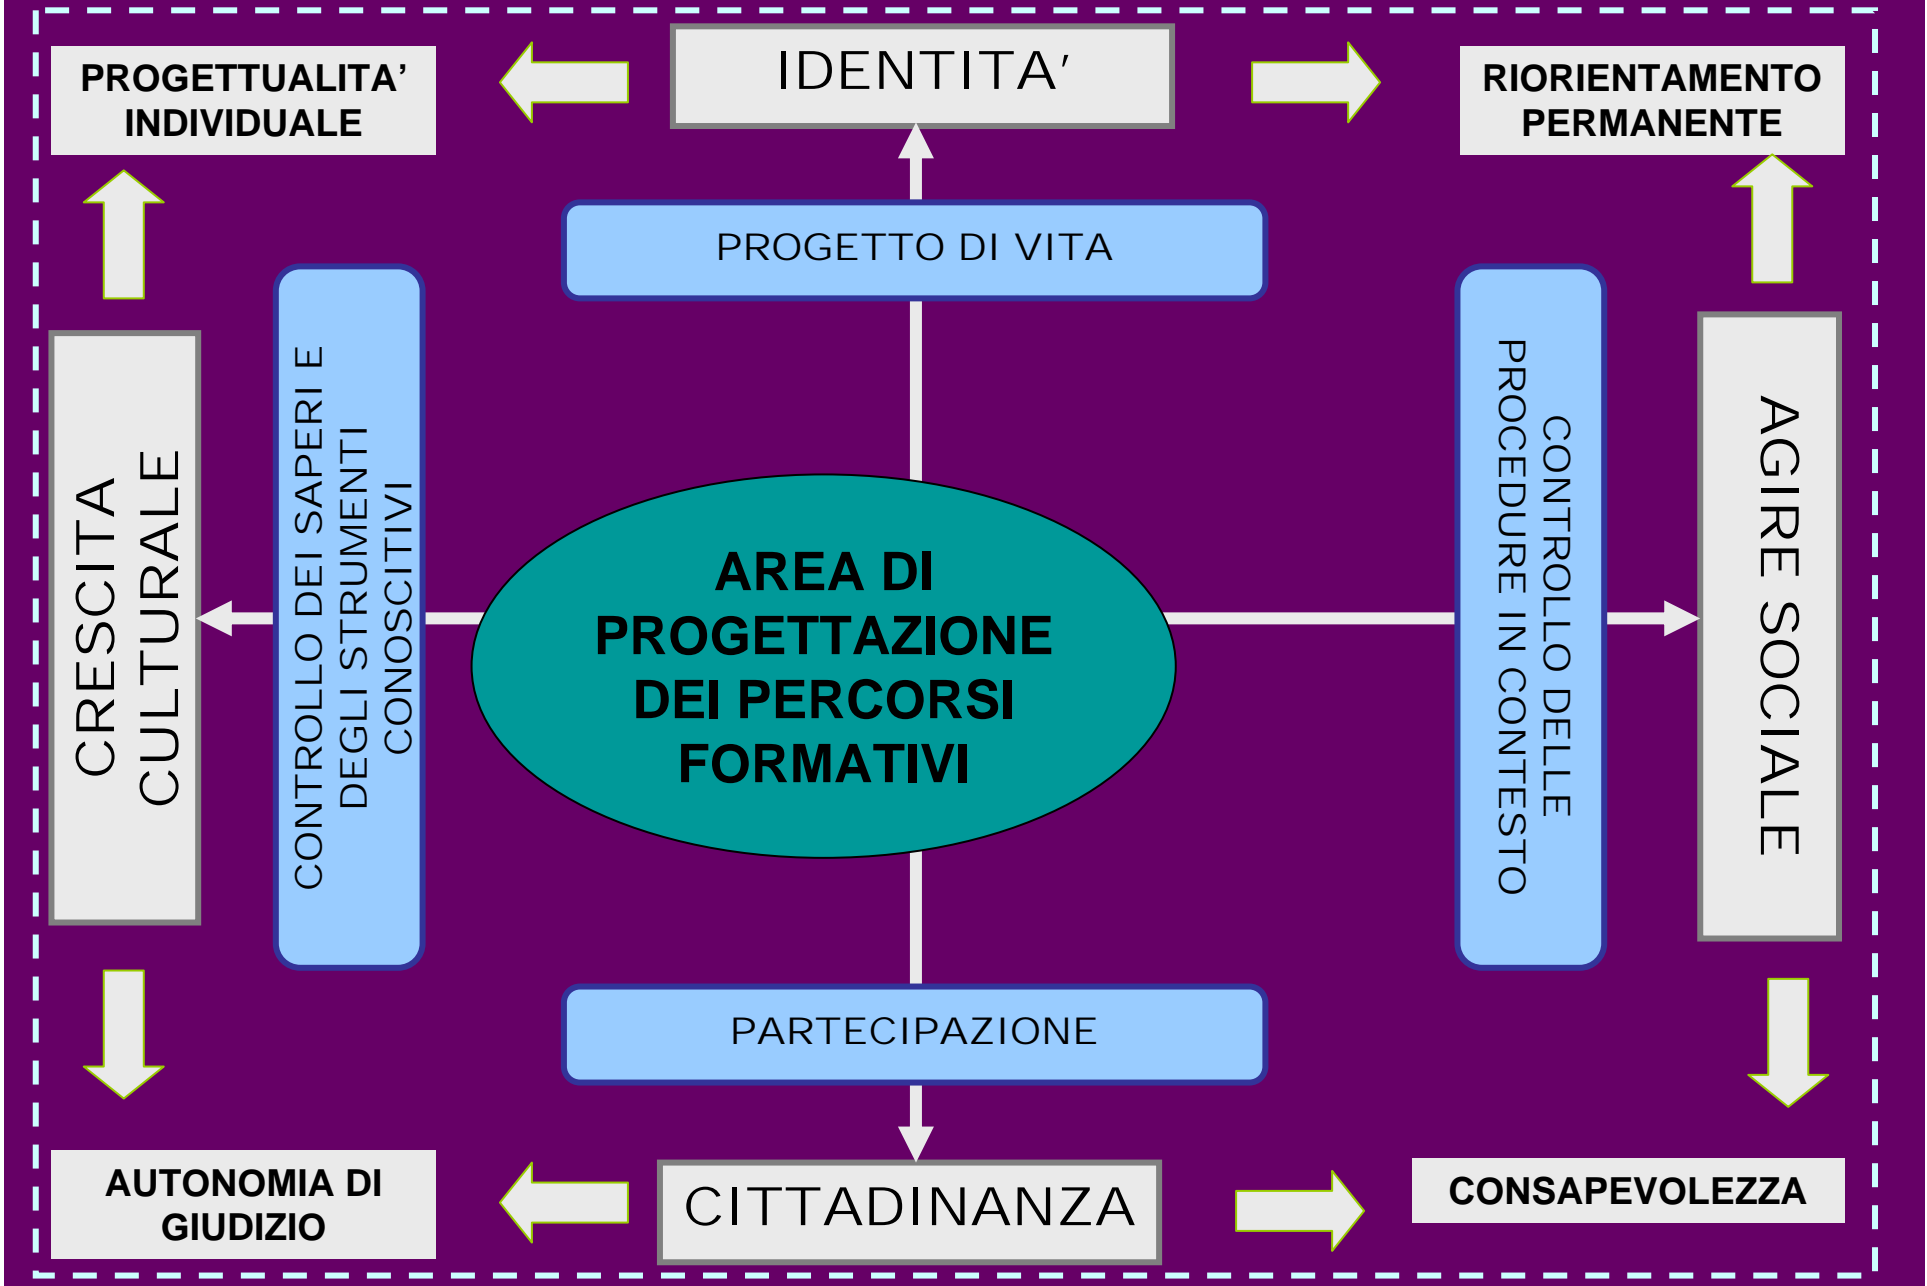 IDENTITA’
PROGETTUALITA’
INDIVIDUALE
RIORIENTAMENTO
PERMANENTE
PROGETTO DI VITA
CRESCITA
CULTURALE
CONTROLLO DEI SAPERI E
DEGLI STRUMENTI
CONOSCITIVI
AREA DI
PROGETTAZIONE
DEI PERCORSI
FORMATIVI
CONTROLLO DELLE
PROCEDURE IN CONTESTO
AGIRE SOCIALE
PARTECIPAZIONE
AUTONOMIA DI
GIUDIZIO
CITTADINANZA
CONSAPEVOLEZZA